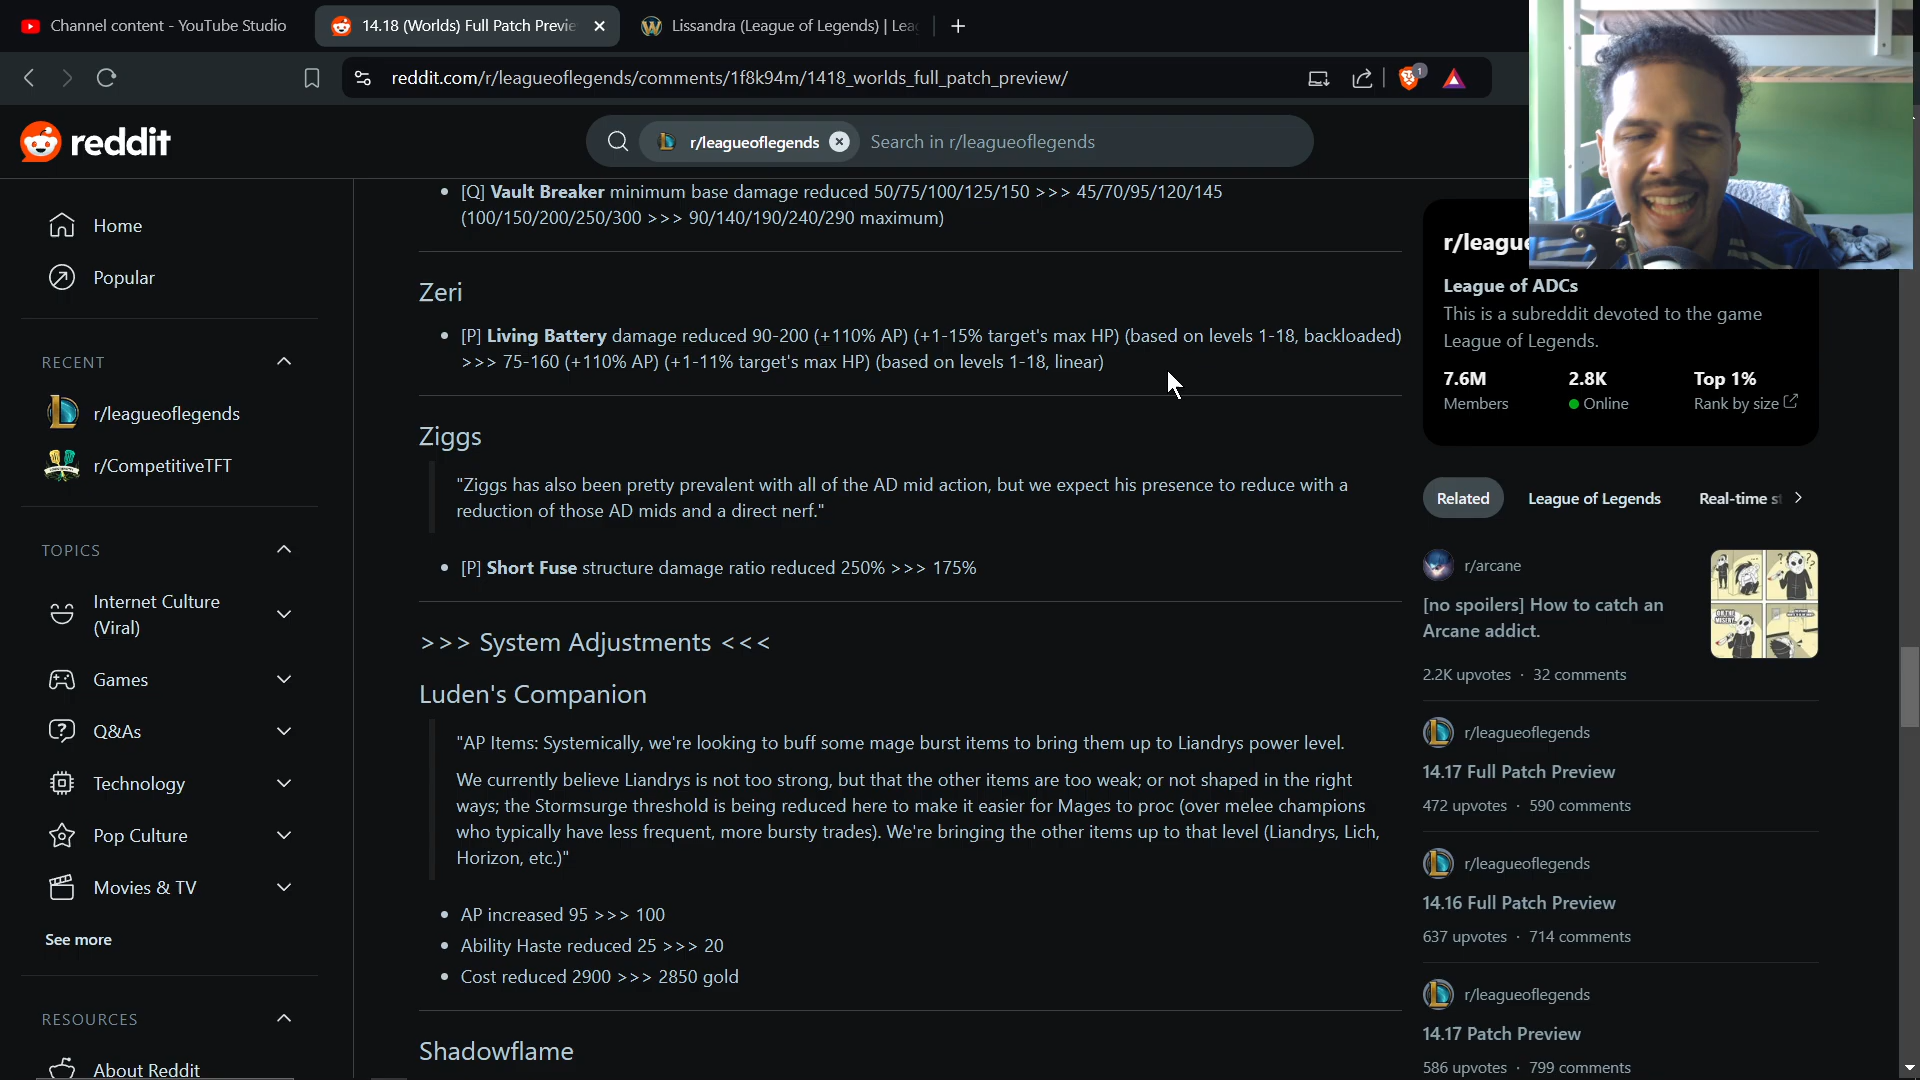 Channel content - YouTube Studio
14.18 (Worlds) Full Patch Previe
Lissandra (League of Legends) | Lea
reddit.com/r/leagueoflegends/comments/1f8k94m/1418_worlds_full_patch_preview/
1
reddit
r/leagueoflegends
Search in r/leagueoflegends
Home
Popular
RECENT
r/leagueoflegends
r/CompetitiveTFT
TOPICS
Internet Culture
(Viral)
Games
Q&As
Technology
Pop Culture
Movies & TV
See more
RESOURCES
About Reddit
• [Q] Vault Breaker minimum base damage reduced 50/75/100/125/150 >>> 45/70/95/120/145
(100/150/200/250/300 >>> 90/140/190/240/290 maximum)
Zeri
• [P] Living Battery damage reduced 90-200 (+110% AP) (+1-15% target's max HP) (based on levels 1-18, backloaded)
>>> 75-160 (+110% AP) (+1-11% target's max HP) (based on levels 1-18, linear)
Ziggs
"Ziggs has also been pretty prevalent with all of the AD mid action, but we expect his presence to reduce with a
reduction of those AD mids and a direct nerf."
• [P] Short Fuse structure damage ratio reduced 250% >>> 175%
>>> System Adjustments <<<
Luden's Companion
"AP Items: Systemically, we're looking to buff some mage burst items to bring them up to Liandrys power level.
We currently believe Liandrys is not too strong, but that the other items are too weak; or not shaped in the right
ways; the Stormsurge threshold is being reduced here to make it easier for Mages to proc (over melee champions
who typically have less frequent, more bursty trades). We're bringing the other items up to that level (Liandrys, Lich,
Horizon, etc.)"
• AP increased 95 >>> 100
• Ability Haste reduced 25 >>> 20
• Cost reduced 2900 >>> 2850 gold
Shadowflame
r/leagu
League of ADCs
This is a subreddit devoted to the game
League of Legends.
7.6M 2.8K Top 1%
Members Online Rank by size
Related League of Legends Real-time s
r/arcane
[no spoilers] How to catch an
Arcane addict.
2.2K upvotes · 32 comments
r/leagueoflegends
14.17 Full Patch Preview
472 upvotes · 590 comments
r/leagueoflegends
14.16 Full Patch Preview
637 upvotes · 714 comments
r/leagueoflegends
14.17 Patch Preview
586 upvotes · 799 comments